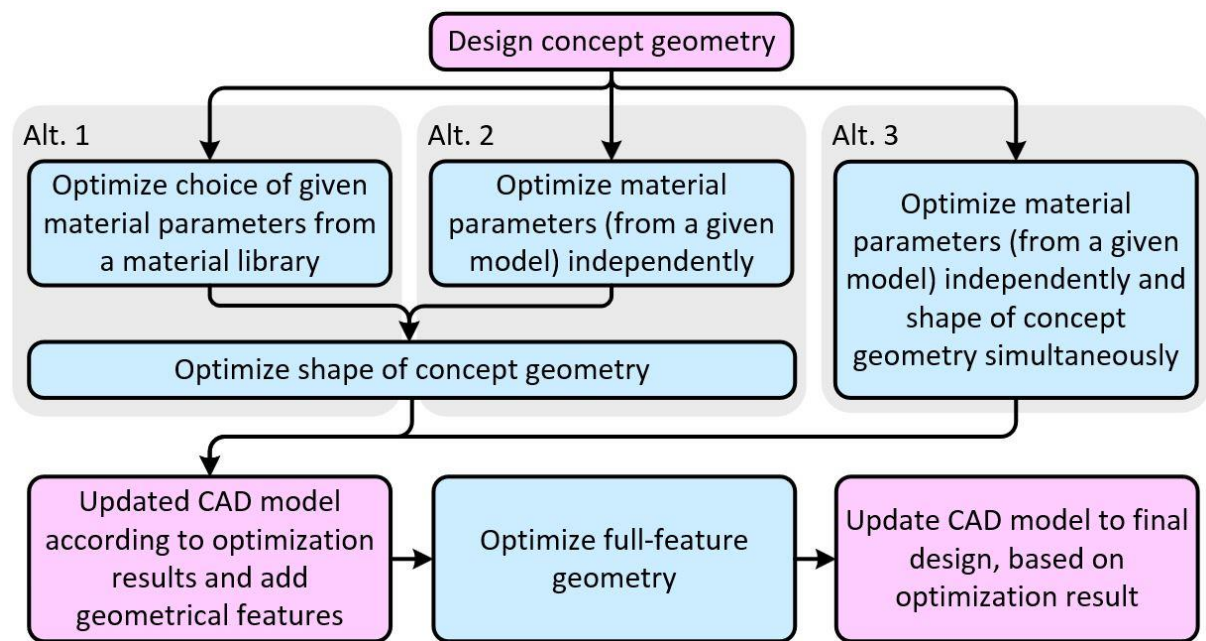 Design concept geometry
Alt. 1
Optimize choice of given
material parameters from
a material library
Alt. 2
Optimize material
parameters (from a given
model) independently
Alt. 3
Optimize material
parameters (from a given
model) independently and
shape of concept
geometry simultaneously
Optimize shape of concept geometry
Updated CAD model
according to optimization
results and add
geometrical features
Optimize full-feature
geometry
Update CAD model to final
design, based on
optimization result